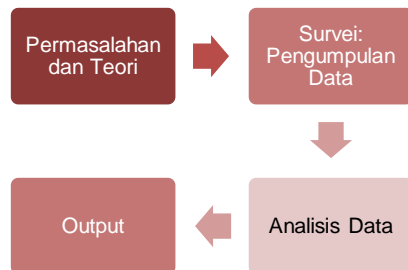 Permasalahan
dan Teori
Survei:
Pengumpulan
Data
Analisis Data
Output